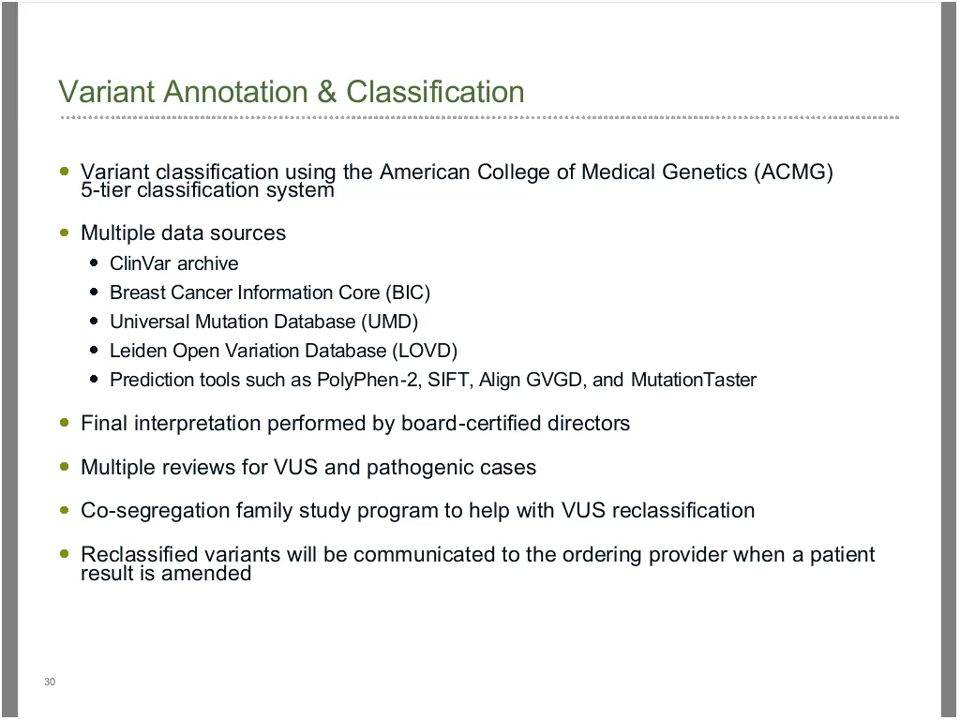 Variant Annotation & Classification
• Variant classification using the American College of Medical Genetics (ACMG)
5-tier classification system
• Multiple data sources
• ClinVar archive
• Breast Cancer Information Core (BIC)
• Universal Mutation Database (UMD)
• Leiden Open Variation Database (LOVD)
• Prediction tools such as PolyPhen-2, SIFT, Align GVGD, and MutationTaster
• Final interpretation performed by board-certified directors
• Multiple reviews for VUS and pathogenic cases
• Co-segregation family study program to help with VUS reclassification
• Reclassified variants will be communicated to the ordering provider when a patient
result is amended
30